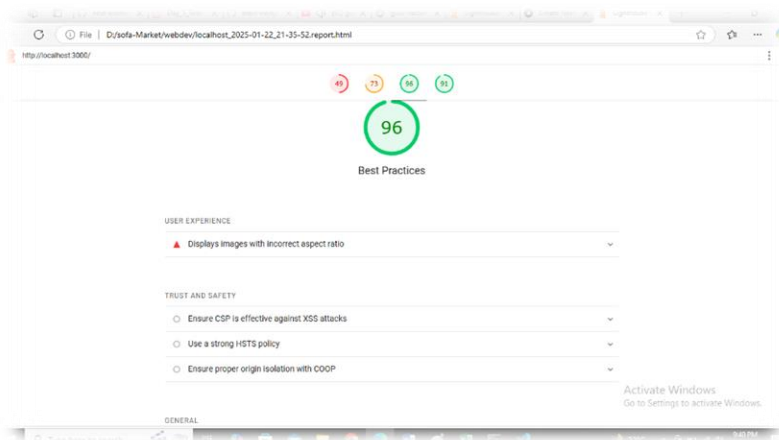 File
D:/sofa-Market/webdev/localhost_2025-01-22_21-35-52.report.html
http://localhost:3000/
49 73 96 91
96
Best Practices
USER EXPERIENCE
Displays images with incorrect aspect ratio
TRUST AND SAFETY
Ensure CSP is effective against XSS attacks
Use a strong HSTS policy
Ensure proper origin isolation with COOP
Activate Windows
Go to Settings to activate Windows.
GENERAL